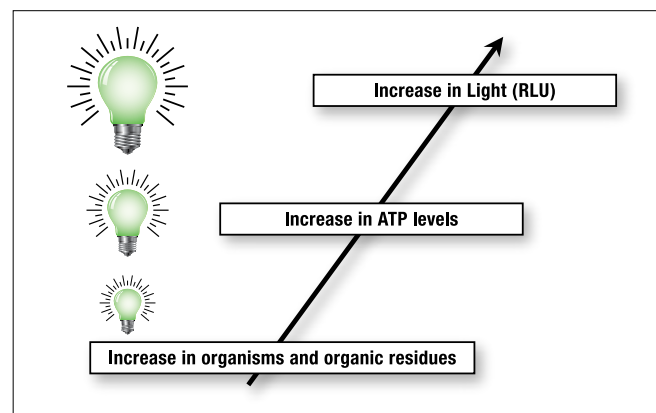 Increase in Light (RLU)
Increase in ATP levels
Increase in organisms and organic residues